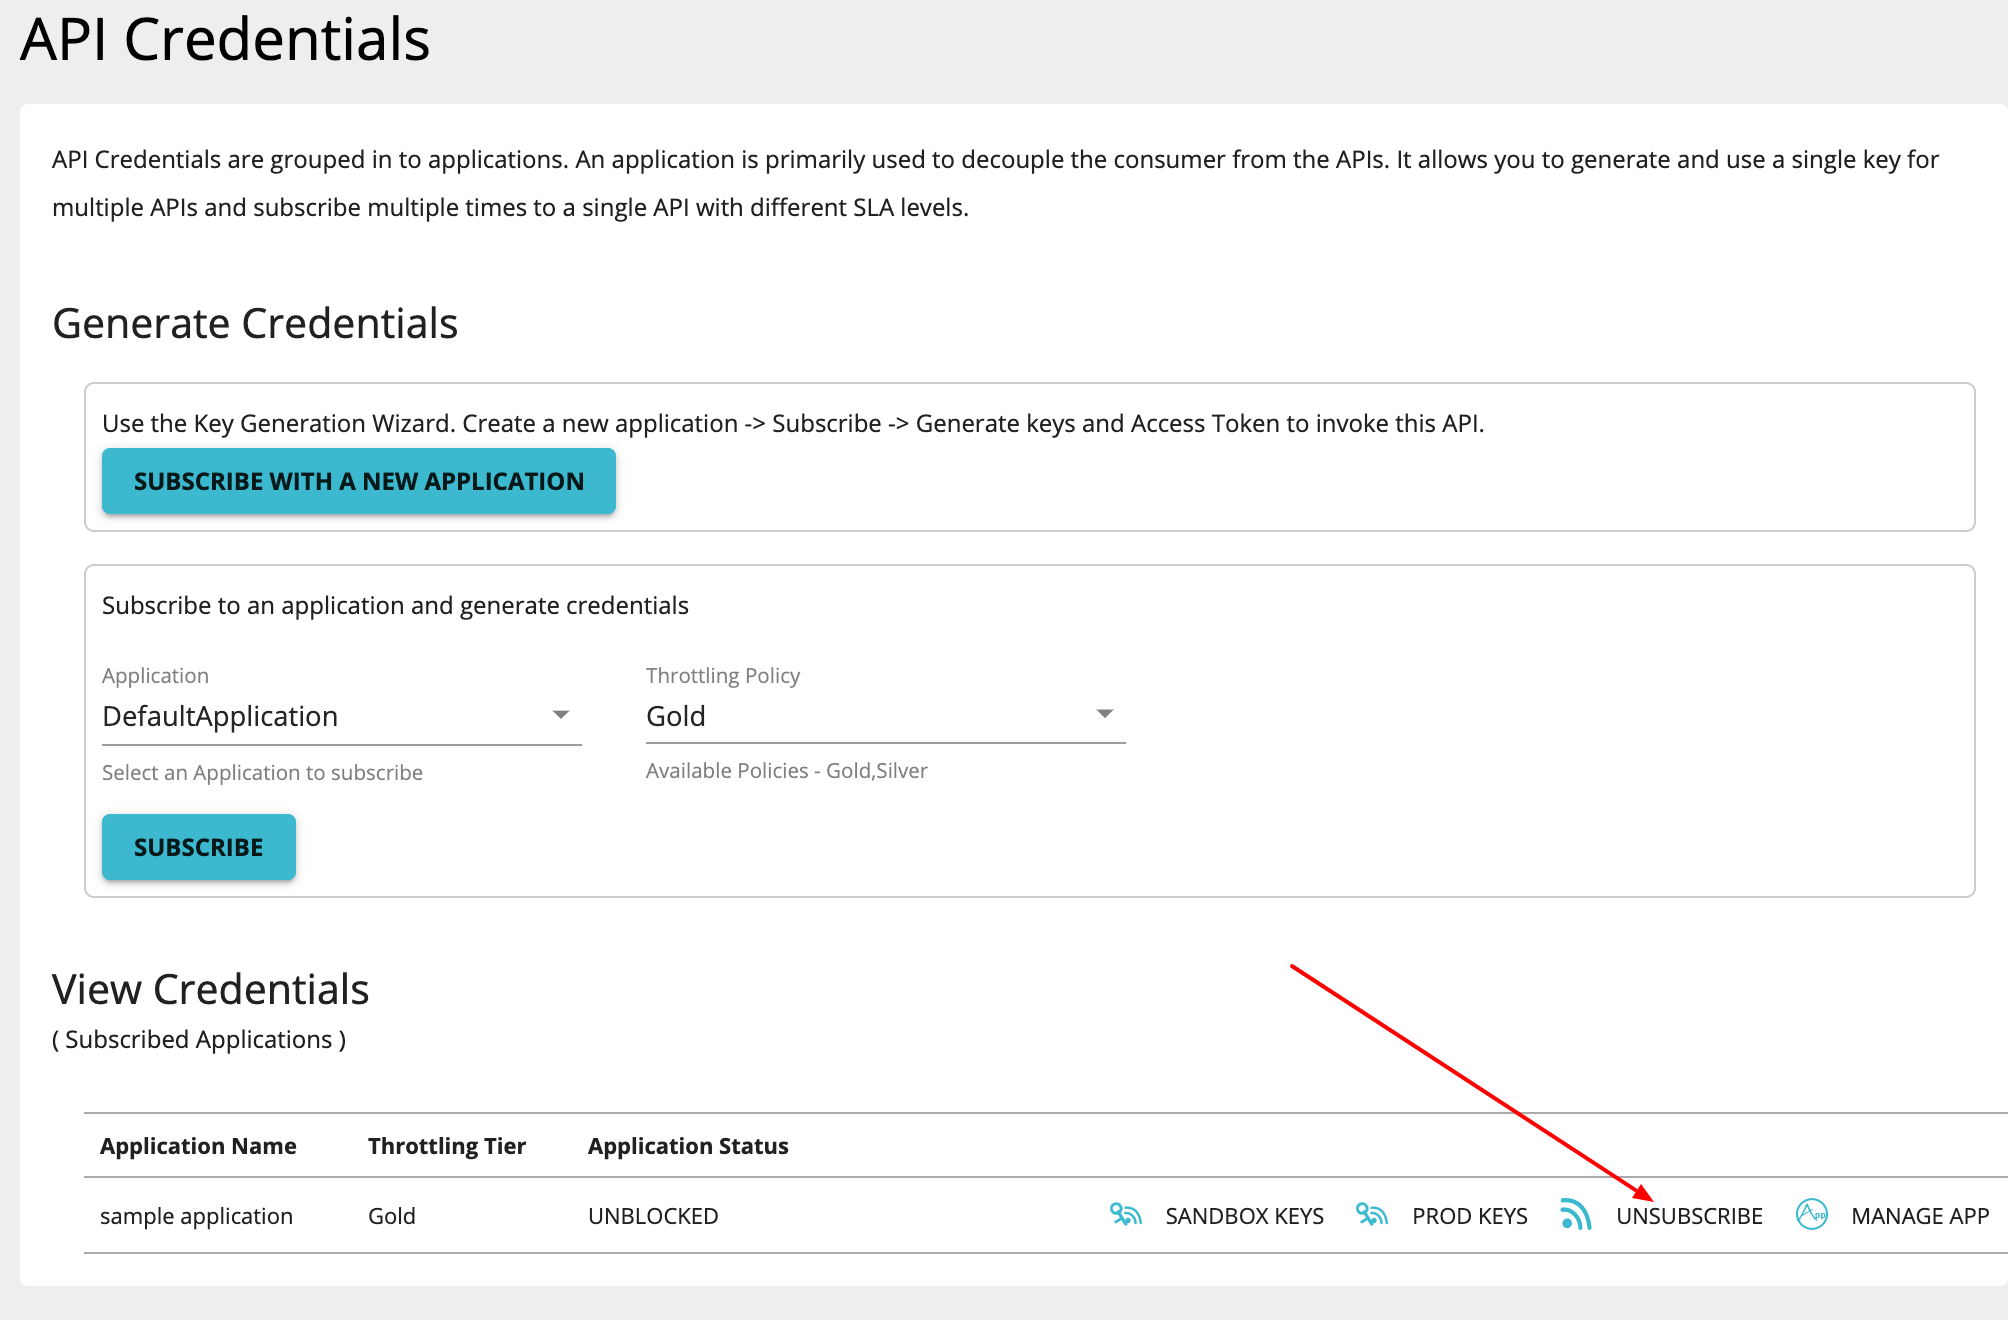 API Credentials
API Credentials are grouped in to applications. An application is primarily used to decouple the consumer from the APIs. It allows you to generate and use a single key for
multiple APIs and subscribe multiple times to a single API with different SLA levels.
Generate Credentials
Use the Key Generation Wizard. Create a new application -> Subscribe -> Generate keys and Access Token to invoke this API.
SUBSCRIBE WITH A NEW APPLICATION
Subscribe to an application and generate credentials
Application Throttling Policy
DefaultApplication Gold
Select an Application to subscribe Available Policies - Gold,Silver
SUBSCRIBE
View Credentials
( Subscribed Applications )
Application Name Throttling Tier Application Status
sample application Gold UNBLOCKED SANDBOX KEYS PROD KEYS UNSUBSCRIBE App MANAGE APP